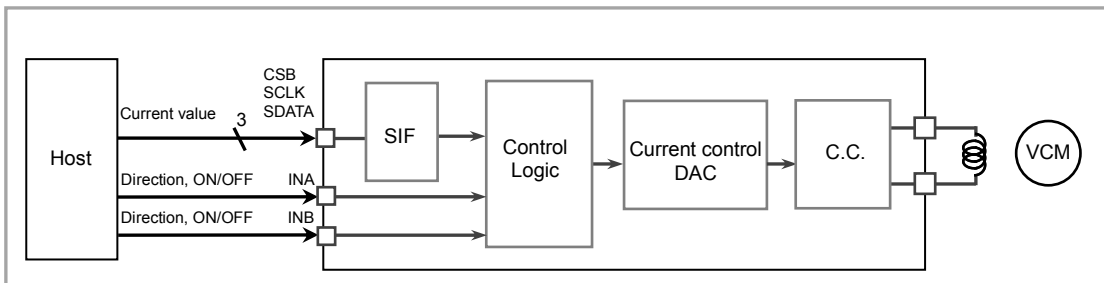 CSB
SCLK
SDATA
Current value
3
Host
SIF
Control
Logic
Current control
DAC
C.C.
VCM
Direction, ON/OFF
INA
Direction, ON/OFF
INB